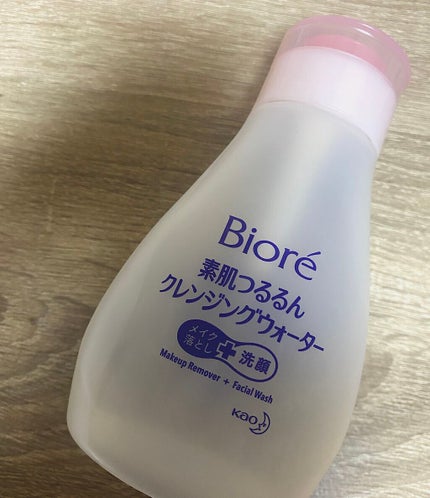 Bioré
素肌つるるん
クレンジングウォーター
メイク落とし + 洗顔
Makeup Remover + Facial Wash
Kao